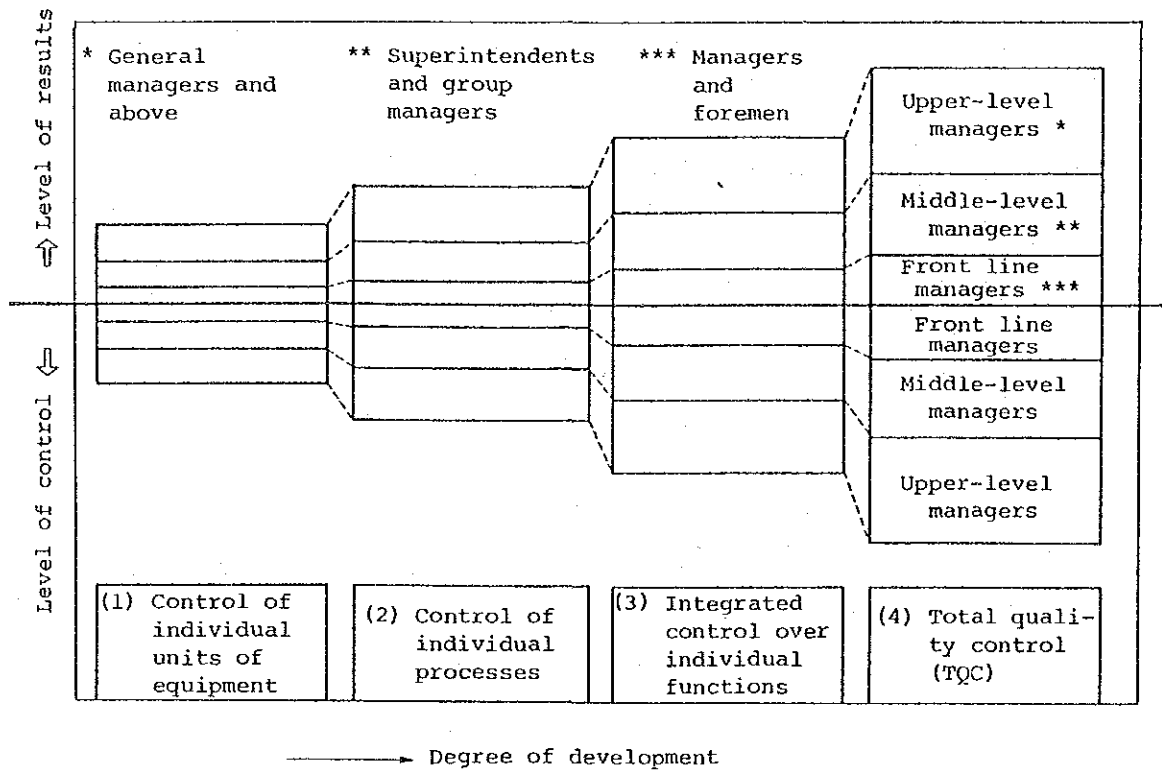 * General
managers and
above
** Superintendents
and group
managers
*** Managers
and
foremen
Level of results
Level of control
Upper-level
managers *
Middle-level
managers **
Front line
managers ***
Front line
managers
Middle-level
managers
Upper-level
managers
(1) Control of
individual
units of
equipment
(2) Control of
individual
processes
(3) Integrated
control over
individual
functions
(4) Total quali-
ty control
(TQC)
Degree of development